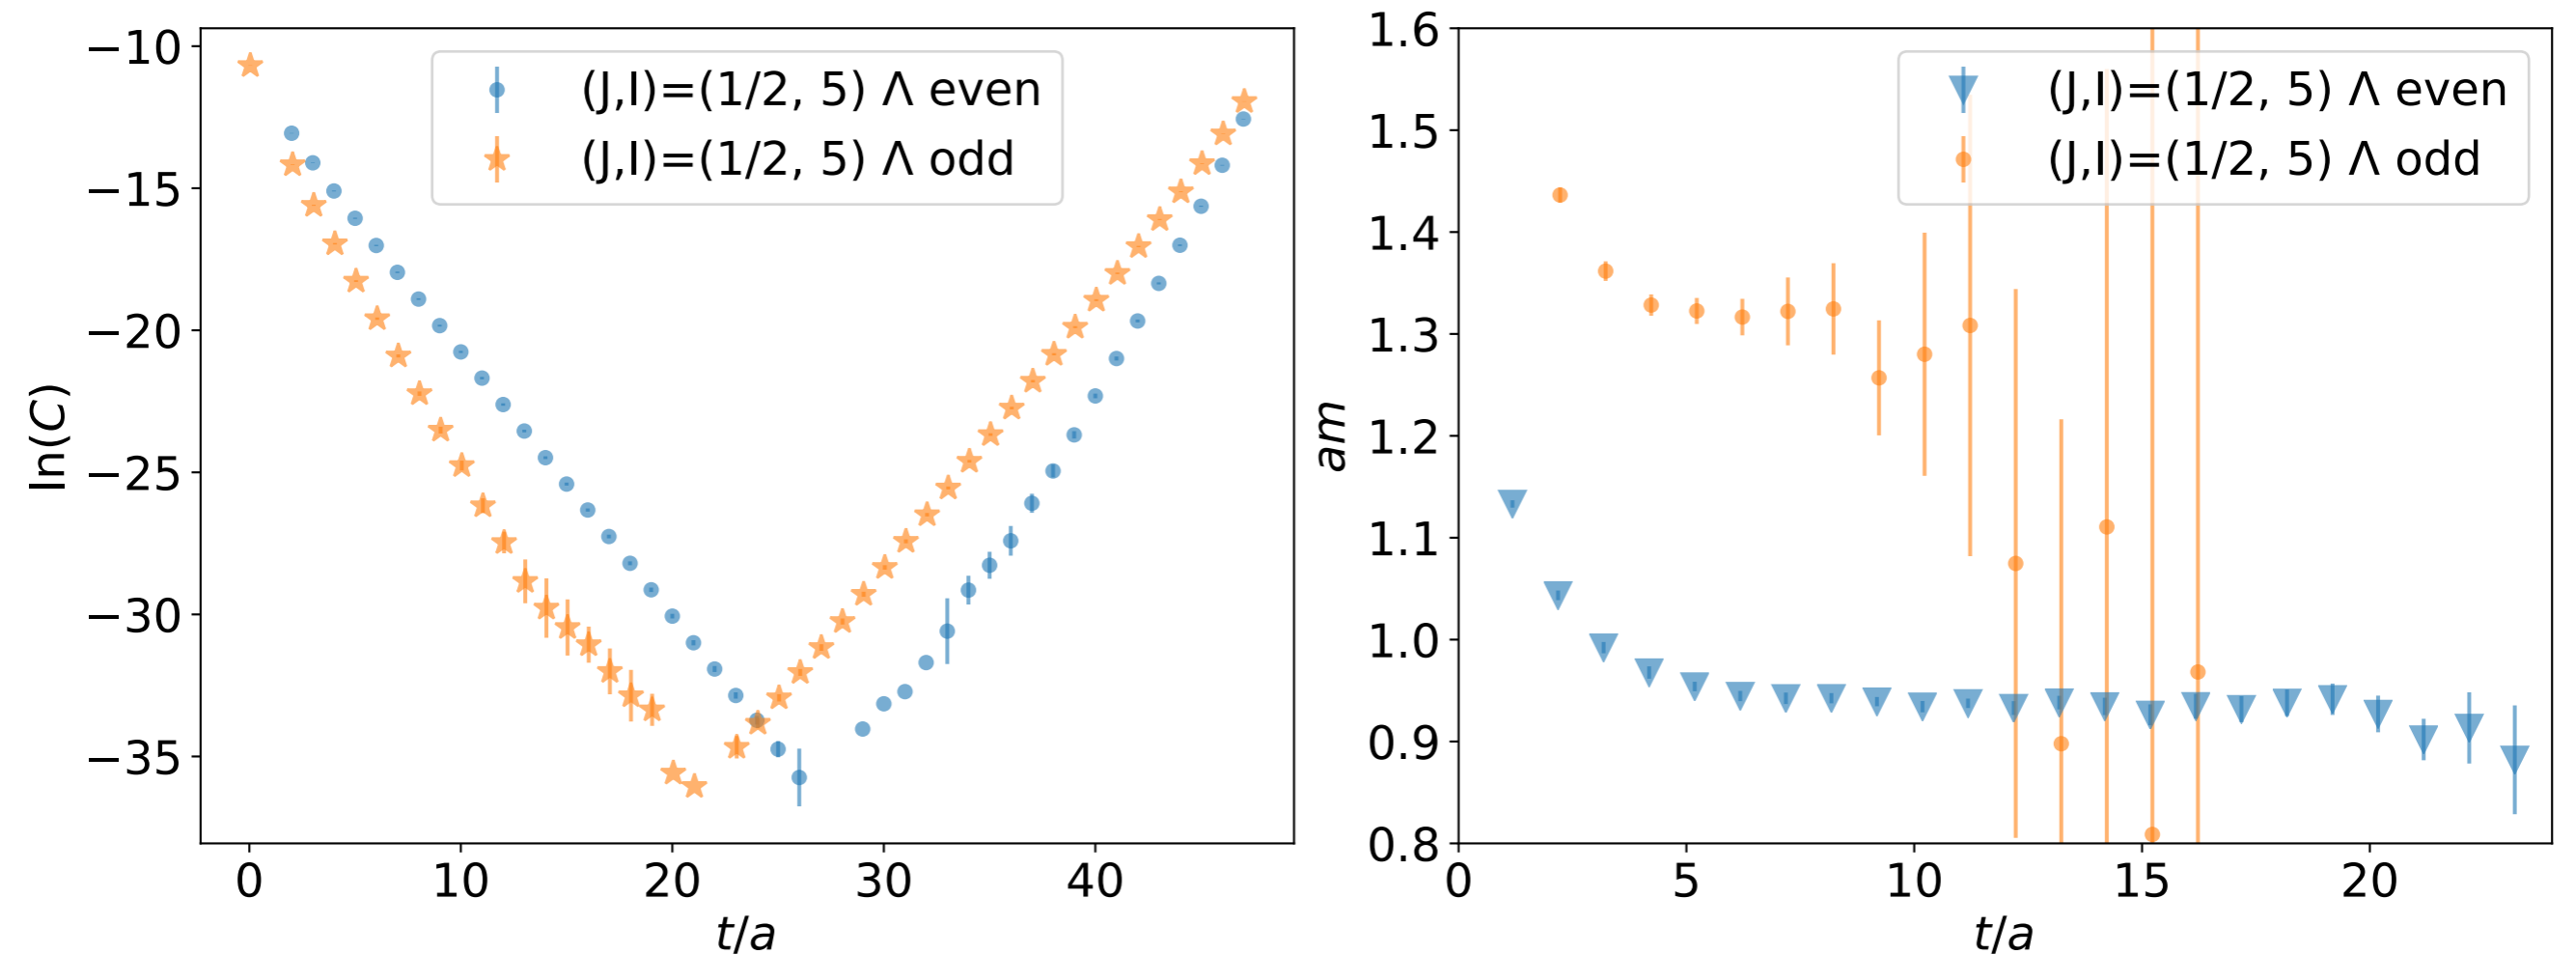 −10
−15
−20
−25
−30
−35
ln(C)
0 10 20 30 40
t/a
(J,I)=(1/2, 5) Λ even
(J,I)=(1/2, 5) Λ odd
1.6
1.5
1.4
1.3
1.2
1.1
1.0
0.9
0.8
am
0 5 10 15 20
t/a
(J,I)=(1/2, 5) Λ even
(J,I)=(1/2, 5) Λ odd